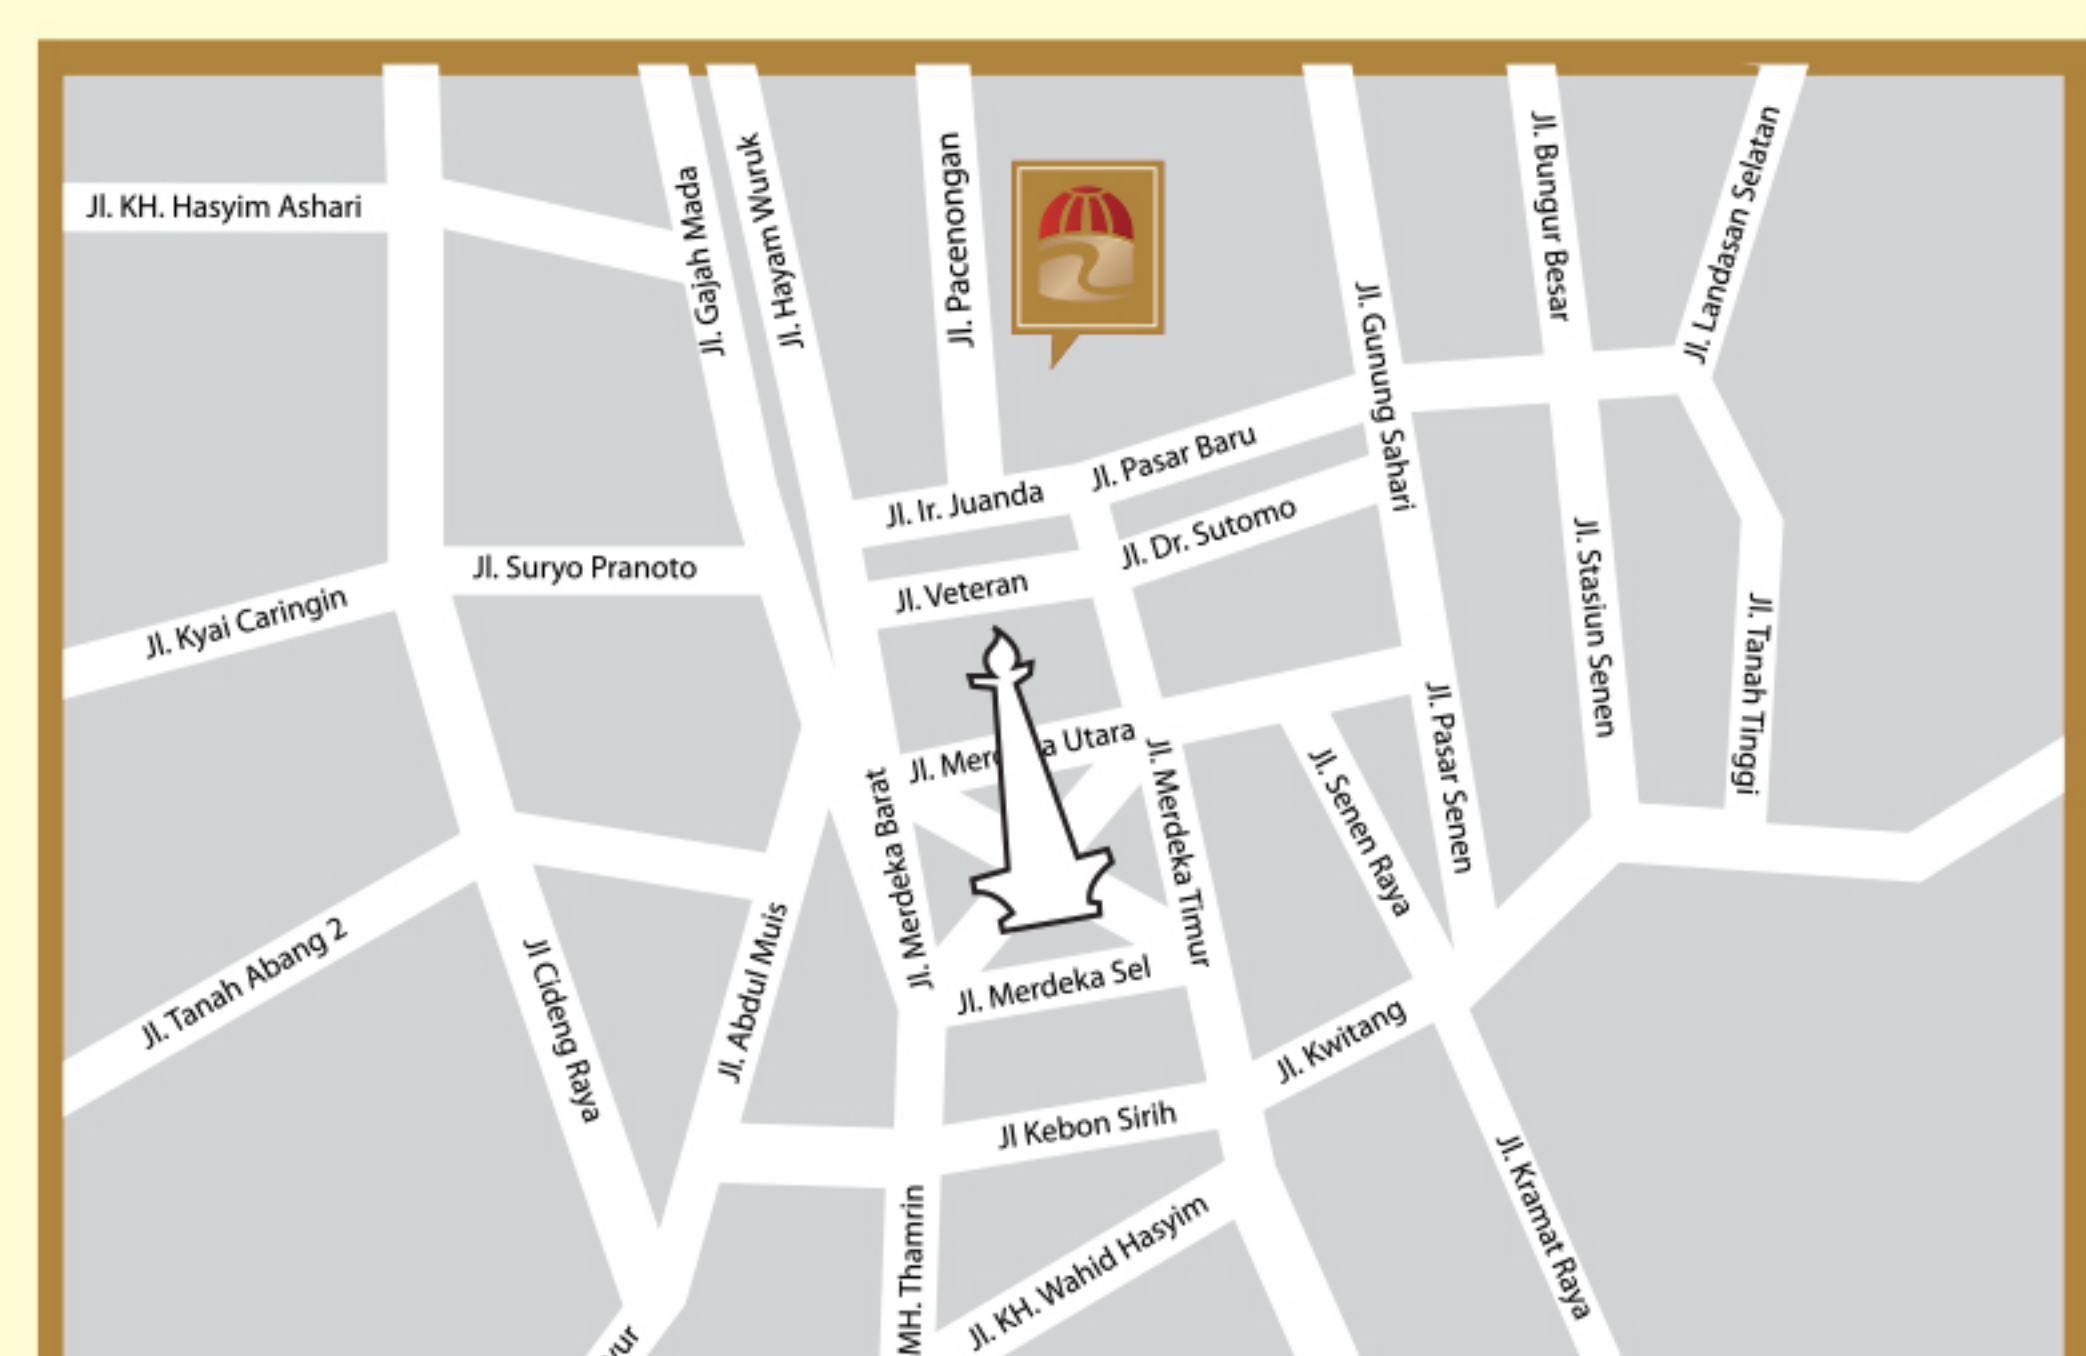 Jl. KH. Hasyim Ashari
Jl. Gajah Mada
Jl. Hayam Wuruk
Jl. Pacenongan
Jl. Gunung Sahari
Jl. Bungur Besar
Jl. Landasan Selatan
Jl. Pasar Baru
Jl. Ir. Juanda
Jl. Dr. Sutomo
Jl. Suryo Pranoto
Jl. Veteran
Jl. Kyai Caringin
Jl. Stasiun Senen
Jl. Tanah Tinggi
Jl. Mer a Utara
Jl. Merdeka Barat
Jl. Merdeka Timur
Jl. Senen Raya
Jl. Pasar Senen
Jl. Tanah Abang 2
Jl Cideng Raya
Jl. Abdul Muis
Jl. Merdeka Sel
Jl. Kwitang
Jl Kebon Sirih
MH. Thamrin
Jl. KH. Wahid Hasyim
Jl. Kramat Raya